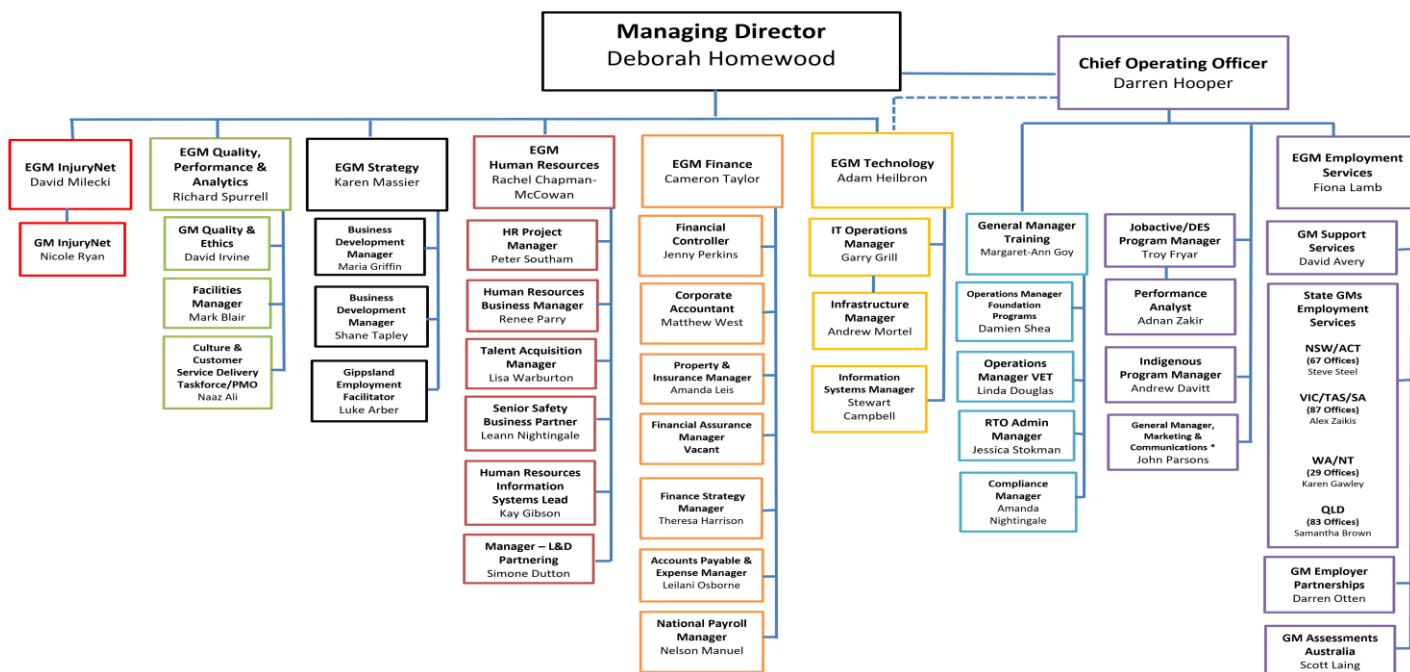 Managing Director
Deborah Homewood
Chief Operating Officer
Darren Hooper
EGM InjuryNet
David Milecki
GM InjuryNet
Nicole Ryan
EGM Quality,
Performance &
Analytics
Richard Spurrell
GM Quality &
Ethics
David Irvine
Facilities
Manager
Mark Blair
Culture &
Customer
Service Delivery
Taskforce/PMO
Naaz Ali
EGM Strategy
Karen Massier
Business
Development
Manager
Maria Griffin
Business
Development
Manager
Shane Tapley
Gippsland
Employment
Facilitator
Luke Arber
EGM
Human Resources
Rachel Chapman-
McCowan
HR Project
Manager
Peter Southam
Human Resources
Business Manager
Renee Parry
Talent Acquisition
Manager
Lisa Warburton
Senior Safety
Business Partner
Leann Nightingale
Human Resources
Information
Systems Lead
Kay Gibson
Manager – L&D
Partnering
Simone Dutton
EGM Finance
Cameron Taylor
Financial
Controller
Jenny Perkins
Corporate
Accountant
Matthew West
Property &
Insurance Manager
Amanda Leis
Financial Assurance
Manager
Vacant
Finance Strategy
Manager
Theresa Harrison
Accounts Payable &
Expense Manager
Leilani Osborne
National Payroll
Manager
Nelson Manuel
EGM Technology
Adam Heilbron
IT Operations
Manager
Garry Grill
Infrastructure
Manager
Andrew Mortel
Information
Systems Manager
Stewart
Campbell
General Manager
Training
Margaret-Ann Goy
Operations Manager
Foundation
Programs
Damien Shea
Operations
Manager VET
Linda Douglas
RTO Admin
Manager
Jessica Stokman
Compliance
Manager
Amanda
Nightingale
Jobactive/DES
Program Manager
Troy Fryar
Performance
Analyst
Adnan Zakir
Indigenous
Program Manager
Andrew Davitt
General Manager,
Marketing &
Communications *
John Parsons
EGM Employment
Services
Fiona Lamb
GM Support
Services
David Avery
State GMs
Employment
Services
NSW/ACT
(67 Offices)
Steve Steel
VIC/TAS/SA
(87 Offices)
Alex Zaikis
WA/NT
(29 Offices)
Karen Gawley
QLD
(83 Offices)
Samantha Brown
GM Employer
Partnerships
Darren Otten
GM Assessments
Australia
Scott Laing